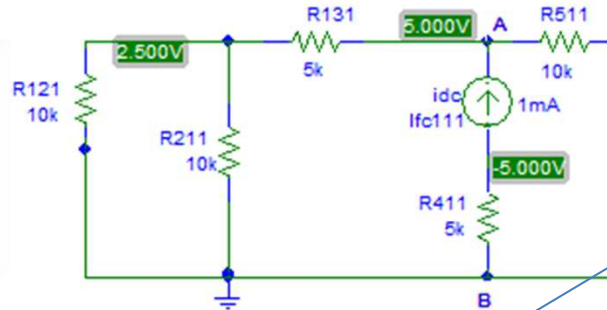 R131
5.000V
A
R511
2.500V
5k
10k
R121
10k
idc
Ifc111
1mA
R211
10k
-5.000V
R411
5k
B